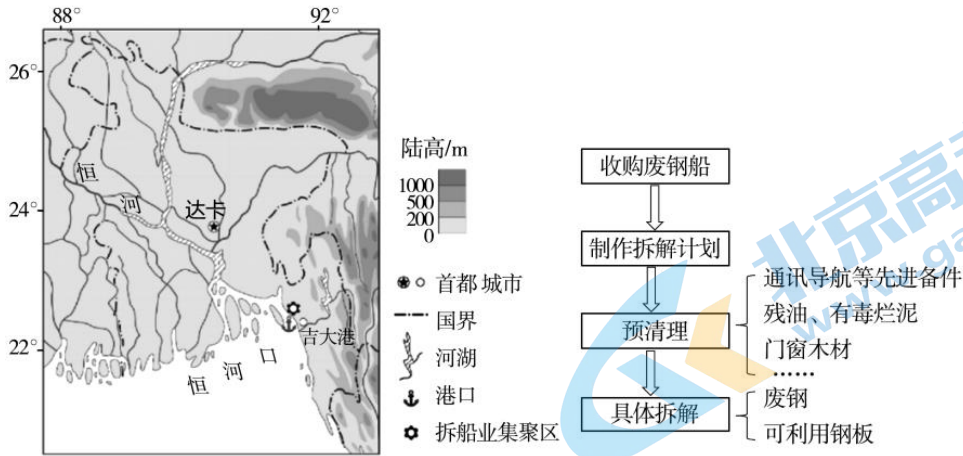 88°
92°
26°
24°
22°
恒
河
达卡
吉大港
恒河口
陆高/m
1000
500
200
0
首都 城市
国界
河湖
港口
拆船业集聚区
收购废钢船
制作拆解计划
预清理
具体拆解
通讯导航等先进备件
残油、有毒烂泥
门窗木材
……
废钢
可利用钢板
北京高
www.ga